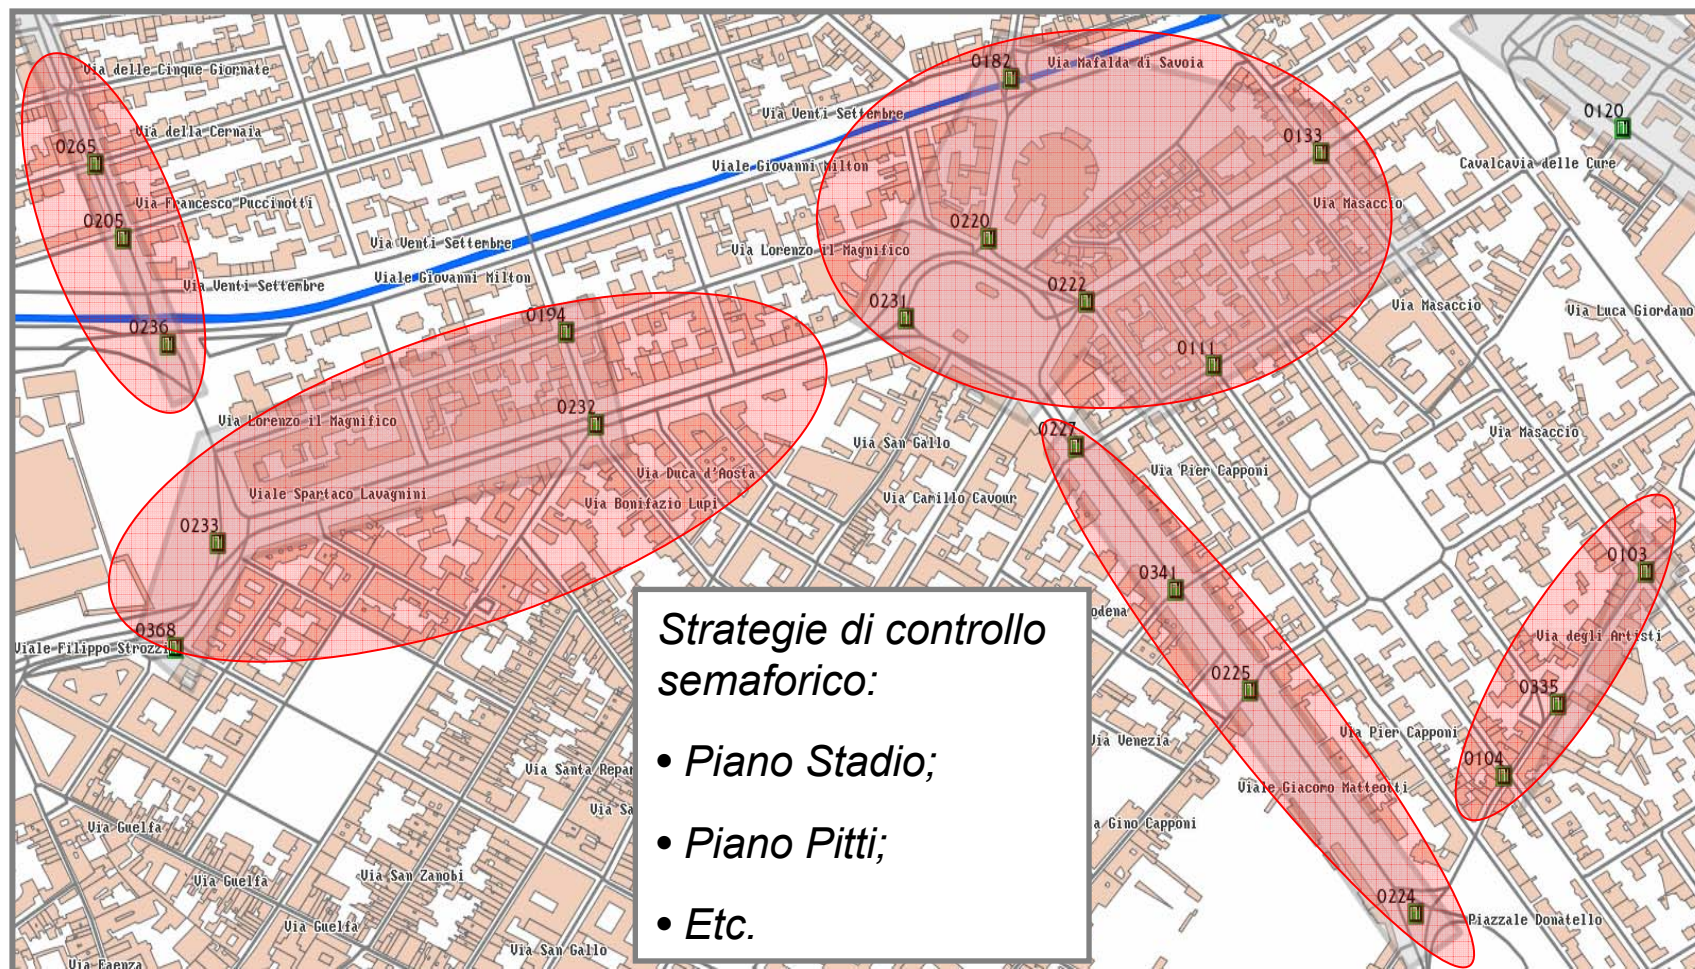 Via delle Cinque Giornate
0182
Via Mafalda di Savoia
Via Venti Settembre
0120
Via della Cernaia
0133
0265
Viale Giovanni Milton
Cavalcavia delle Cure
Via Francesco Puccinotti
Via Masaccio
0205
0220
Via Venti Settembre
Via Lorenzo il Magnifico
Via Venti Settembre
Viale Giovanni Milton
0222
0231
Via Masaccio
Via Luca Giordano
0236
0194
0111
0232
Via Lorenzo il Magnifico
0227
Via San Gallo
Via Masaccio
Via Duca d'Aosta
Via Pier Capponi
Viale Spartaco Lavagnini
Via Bonifazio Lupi
Via Camillo Cavour
0233
0103
0341
odena
0368
Viale Filippo Strozzi
Via degli Artisti
Strategie di controllo
semaforico:
• Piano Stadio;
• Piano Pitti;
• Etc.
0225
0335
Via Venezia
Via Pier Capponi
0104
Via Santa Repar
Viale Giacomo Matteotti
Via Sa
a Gino Capponi
Via Guelfa
Via Guelfa
Via San Zanobi
0224
Piazzale Donatello
Via Guelfa
Via San Gallo
Via Faenza